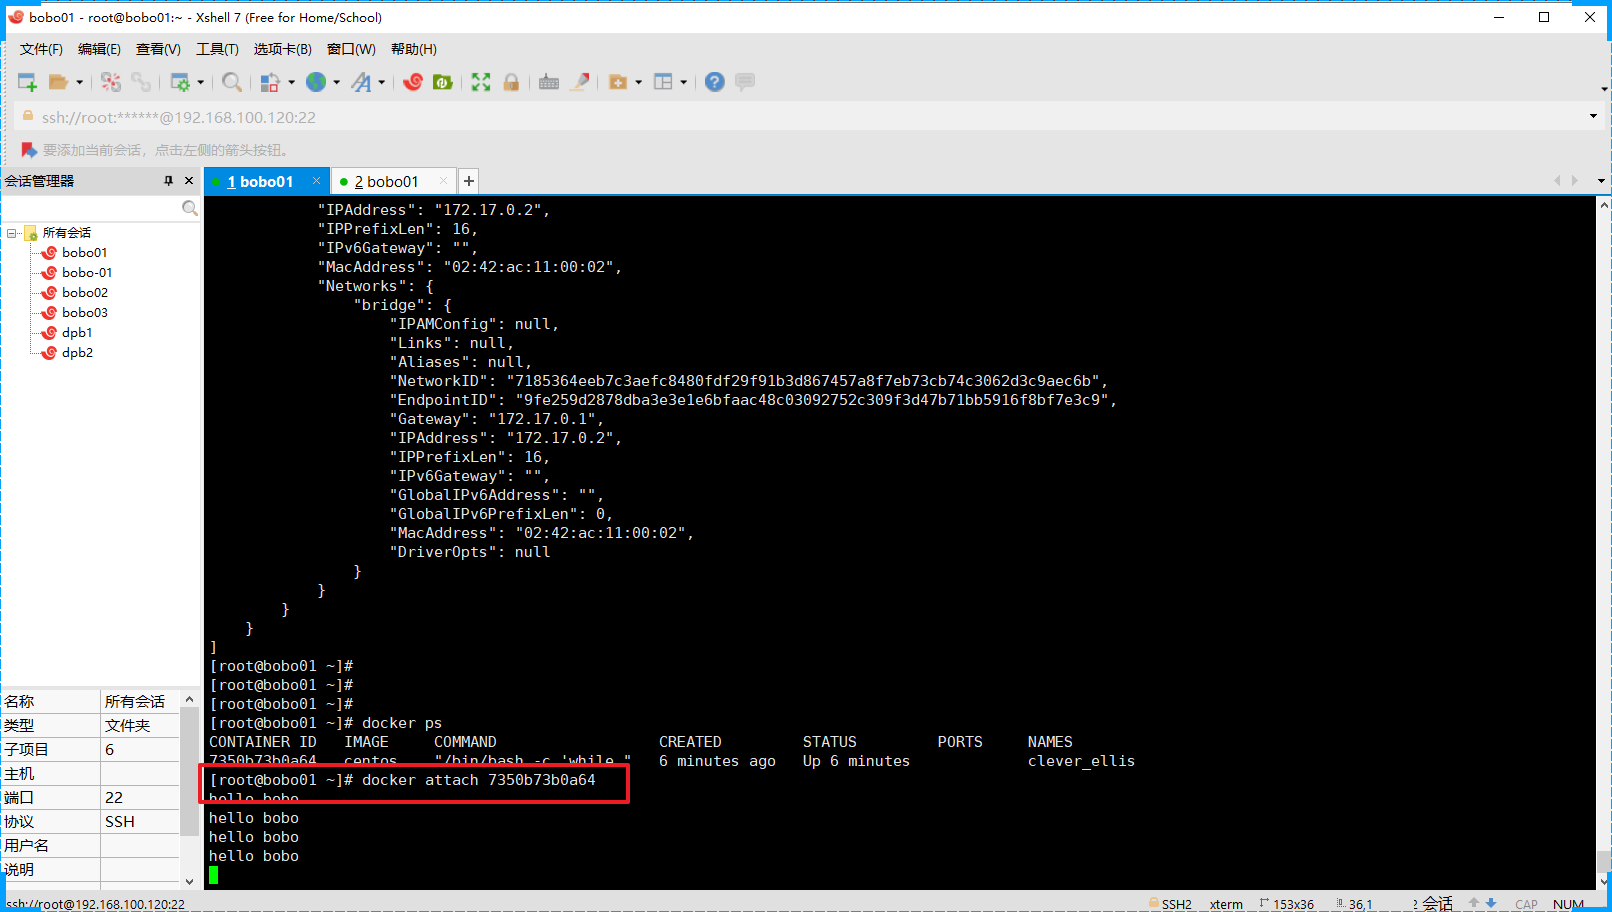 bobo01 - root@bobo01:~ - Xshell 7 (Free for Home/School)
文件(F) 编辑(E) 查看(V) 工具(T) 选项卡(B) 窗口(W) 帮助(H)
ssh://root:******@192.168.100.120:22
要添加当前会话，点击左侧的箭头按钮。
会话管理器
1 bobo01
2 bobo01
所有会话
bobo01
bobo-01
bobo02
bobo03
dpb1
dpb2
名称 所有会话
类型 文件夹
子项目 6
主机
端口 22
协议 SSH
用户名
说明
"IPAddress": "172.17.0.2",
"IPPrefixLen": 16,
"IPv6Gateway": "",
"MacAddress": "02:42:ac:11:00:02",
"Networks": {
"bridge": {
"IPAMConfig": null,
"Links": null,
"Aliases": null,
"NetworkID": "7185364eeb7c3aefc8480fdf29f91b3d867457a8f7eb73cb74c3062d3c9aec6b",
"EndpointID": "9fe259d2878dba3e3e1e6bfaac48c03092752c309f3d47b71bb5916f8bf7e3c9",
"Gateway": "172.17.0.1",
"IPAddress": "172.17.0.2",
"IPPrefixLen": 16,
"IPv6Gateway": "",
"GlobalIPv6Address": "",
"GlobalIPv6PrefixLen": 0,
"MacAddress": "02:42:ac:11:00:02",
"DriverOpts": null
}
}
}
}
]
[root@bobo01 ~]#
[root@bobo01 ~]#
[root@bobo01 ~]#
[root@bobo01 ~]# docker ps
CONTAINER ID IMAGE COMMAND CREATED STATUS PORTS NAMES
7350b73b0a64 centos "/bin/bash -c 'while…" 6 minutes ago Up 6 minutes clever_ellis
[root@bobo01 ~]# docker attach 7350b73b0a64
hello bobo
hello bobo
hello bobo
hello bobo
ssh://root@192.168.100.120:22 SSH2 xterm 153x36 36,1 2 会话 CAP NUM